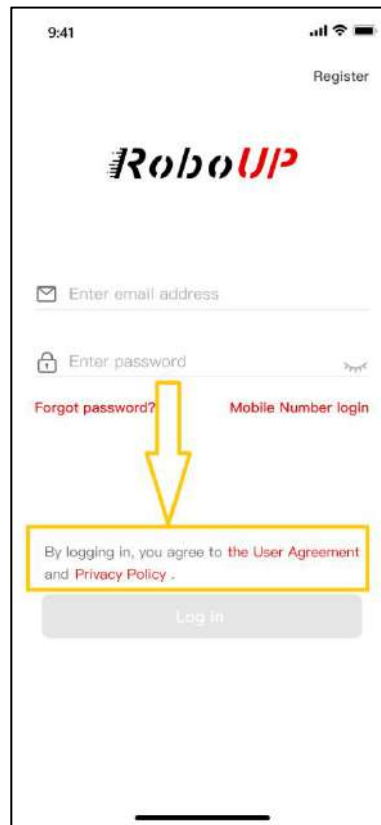 9:41
Register
RoboUP
Enter email address
Enter password
Forgot password?
Mobile Number login
By logging in, you agree to the User Agreement
and Privacy Policy .
Log in